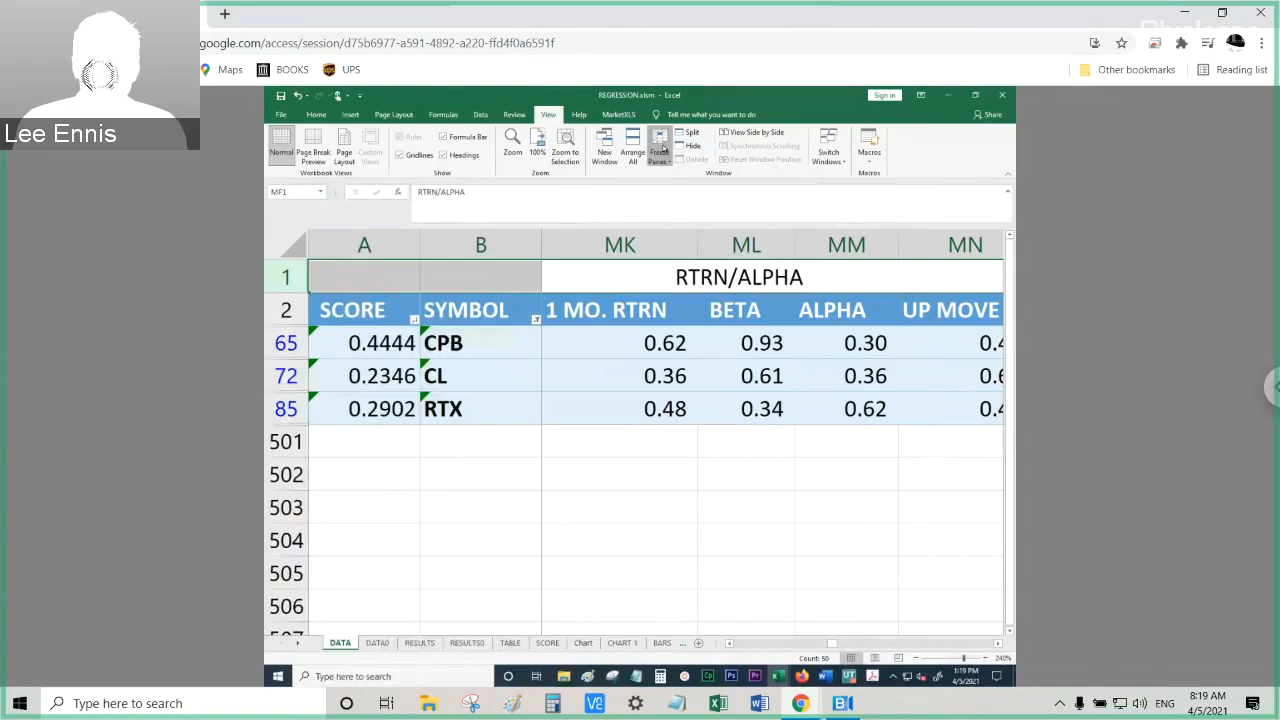 Lee Ennis
google.com/access/session/d75b6977-a591-4892-a220-ffd4f0a6591f
Maps BOOKS UPS Other bookmarks Reading list
REGRESSION.xlsm - Excel Sign in
File Home Insert Page Layout Formulas Data Review View Help MarketXLS Tell me what you want to do Share
Normal Page Break Preview Page Layout Custom Views Ruler Formula Bar Gridlines Headings Zoom 100% Zoom to Selection New Window Arrange All Freeze Panes Split Hide Unhide View Side by Side Synchronous Scrolling Reset Window Position Switch Windows Macros
Workbook Views Show Zoom Window Macros
MF1 fx RTRN/ALPHA
A B MK ML MM MN
1 RTRN/ALPHA
2 SCORE SYMBOL 1 MO. RTRN BETA ALPHA UP MOVE
65 0.4444 CPB 0.62 0.93 0.30 0.4
72 0.2346 CL 0.36 0.61 0.36 0.6
85 0.2902 RTX 0.48 0.34 0.62 0.4
501
502
503
504
505
506
507
DATA DATA0 RESULTS RESULTS0 TABLE SCORE Chart CHART 1 BARS ...
Count: 50 240%
Type here to search 1:19 PM
4/5/2021
Type here to search ENG 8:19 AM
4/5/2021